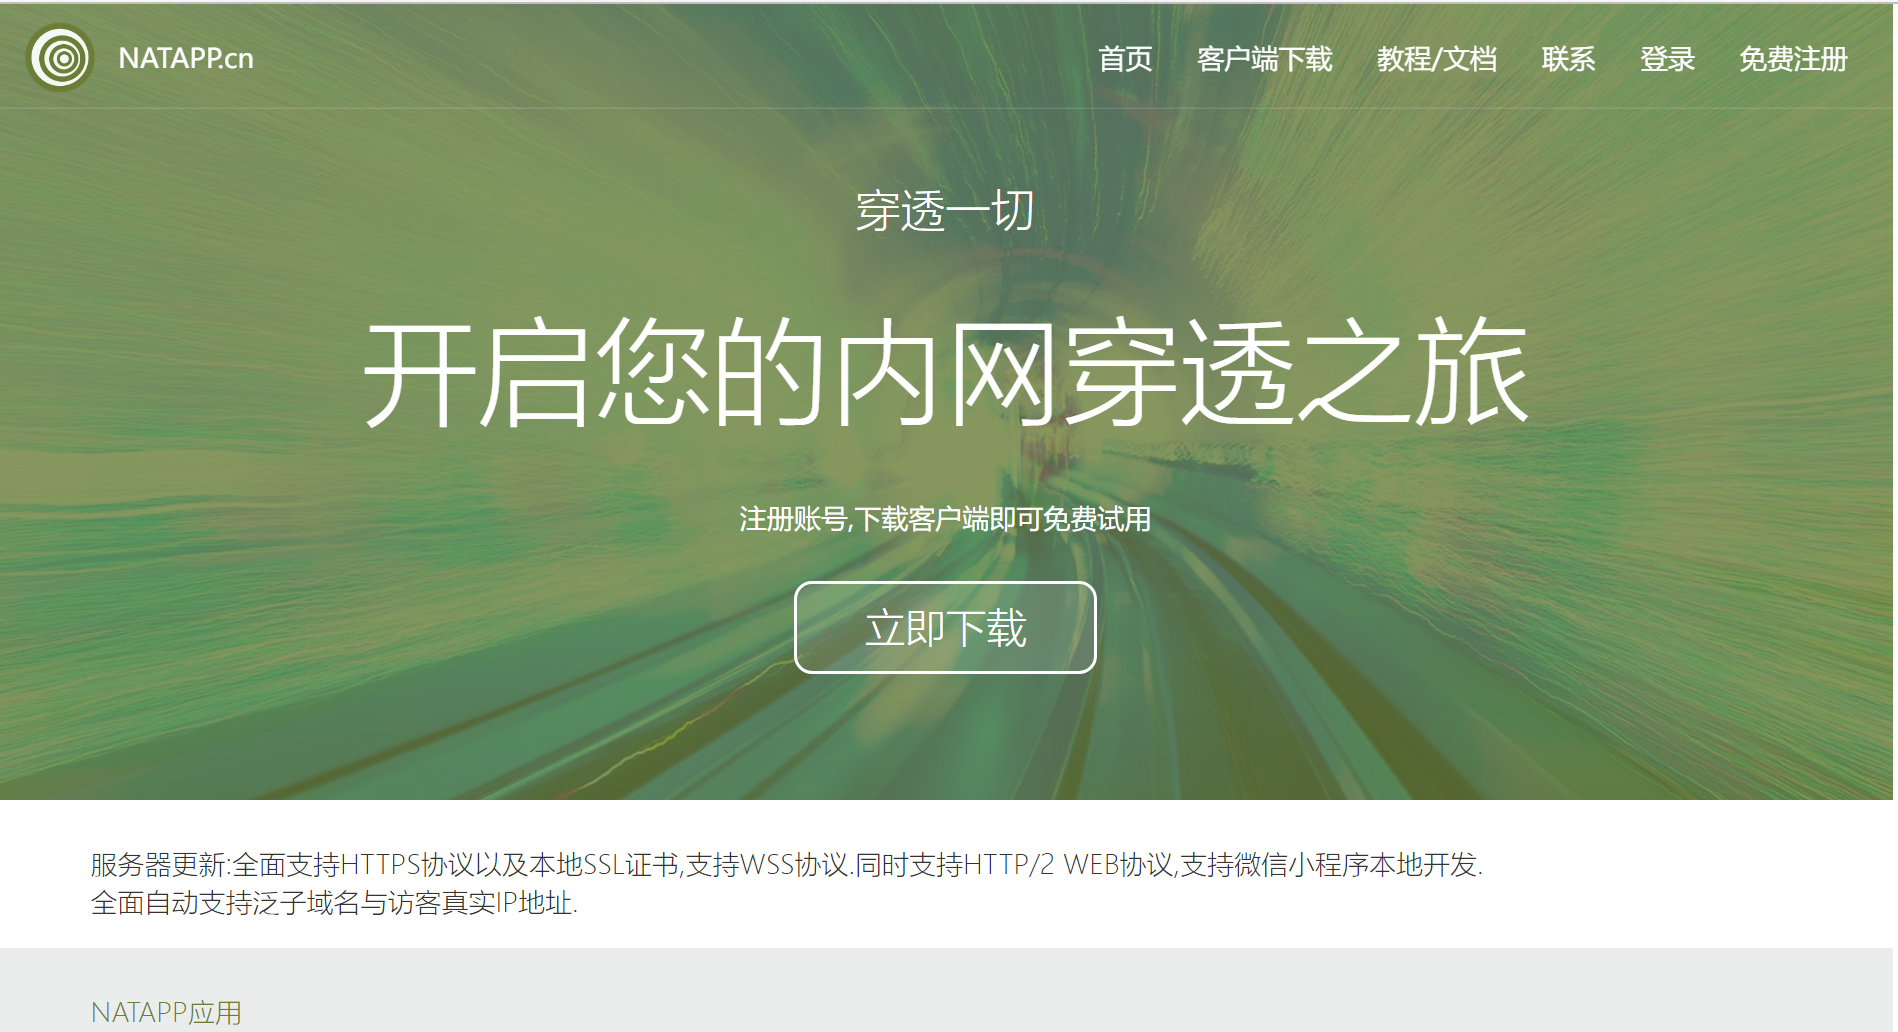 NATAPP.cn
首页 客户端下载 教程/文档 联系 登录 免费注册
穿透一切
开启您的内网穿透之旅
注册账号,下载客户端即可免费试用
立即下载
服务器更新:全面支持HTTPS协议以及本地SSL证书,支持WSS协议.同时支持HTTP/2 WEB协议,支持微信小程序本地开发.
全面自动支持泛子域名与访客真实IP地址.
NATAPP应用